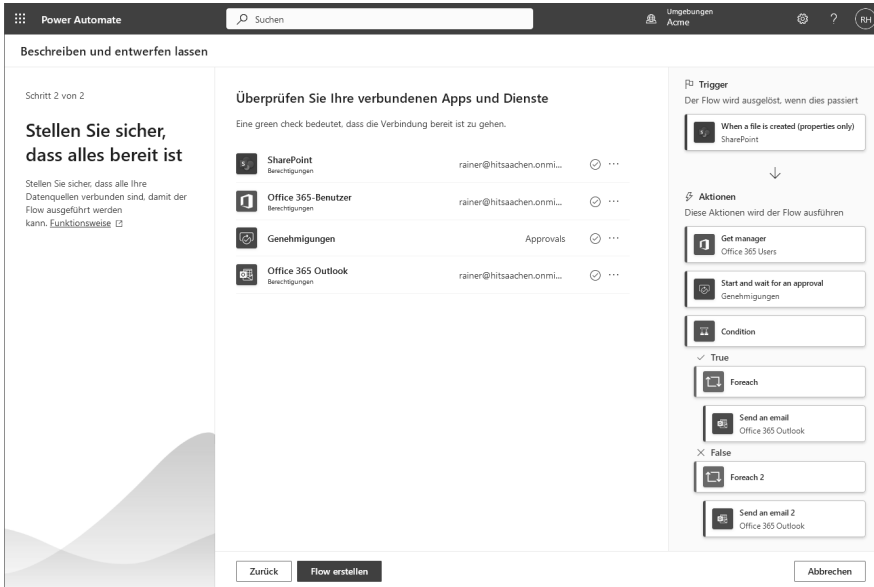 Power Automate
Suchen
Umgebungen
Acme
?
RH
Beschreiben und entwerfen lassen
Schritt 2 von 2
Stellen Sie sicher,
dass alles bereit ist
Stellen Sie sicher, dass alle Ihre
Datenquellen verbunden sind, damit der
Flow ausgeführt werden
kann. Funktionsweise
Überprüfen Sie Ihre verbundenen Apps und Dienste
Eine green check bedeutet, dass die Verbindung bereit ist zu gehen.
SharePoint
Berechtigungen
rainer@hitsaachen.onmi...
Office 365-Benutzer
Berechtigungen
rainer@hitsaachen.onmi...
Genehmigungen
Approvals
Office 365 Outlook
Berechtigungen
rainer@hitsaachen.onmi...
Zurück
Flow erstellen
Trigger
Der Flow wird ausgelöst, wenn dies passiert
When a file is created (properties only)
SharePoint
Aktionen
Diese Aktionen wird der Flow ausführen
Get manager
Office 365 Users
Start and wait for an approval
Genehmigungen
Condition
True
Foreach
Send an email
Office 365 Outlook
False
Foreach 2
Send an email 2
Office 365 Outlook
Abbrechen